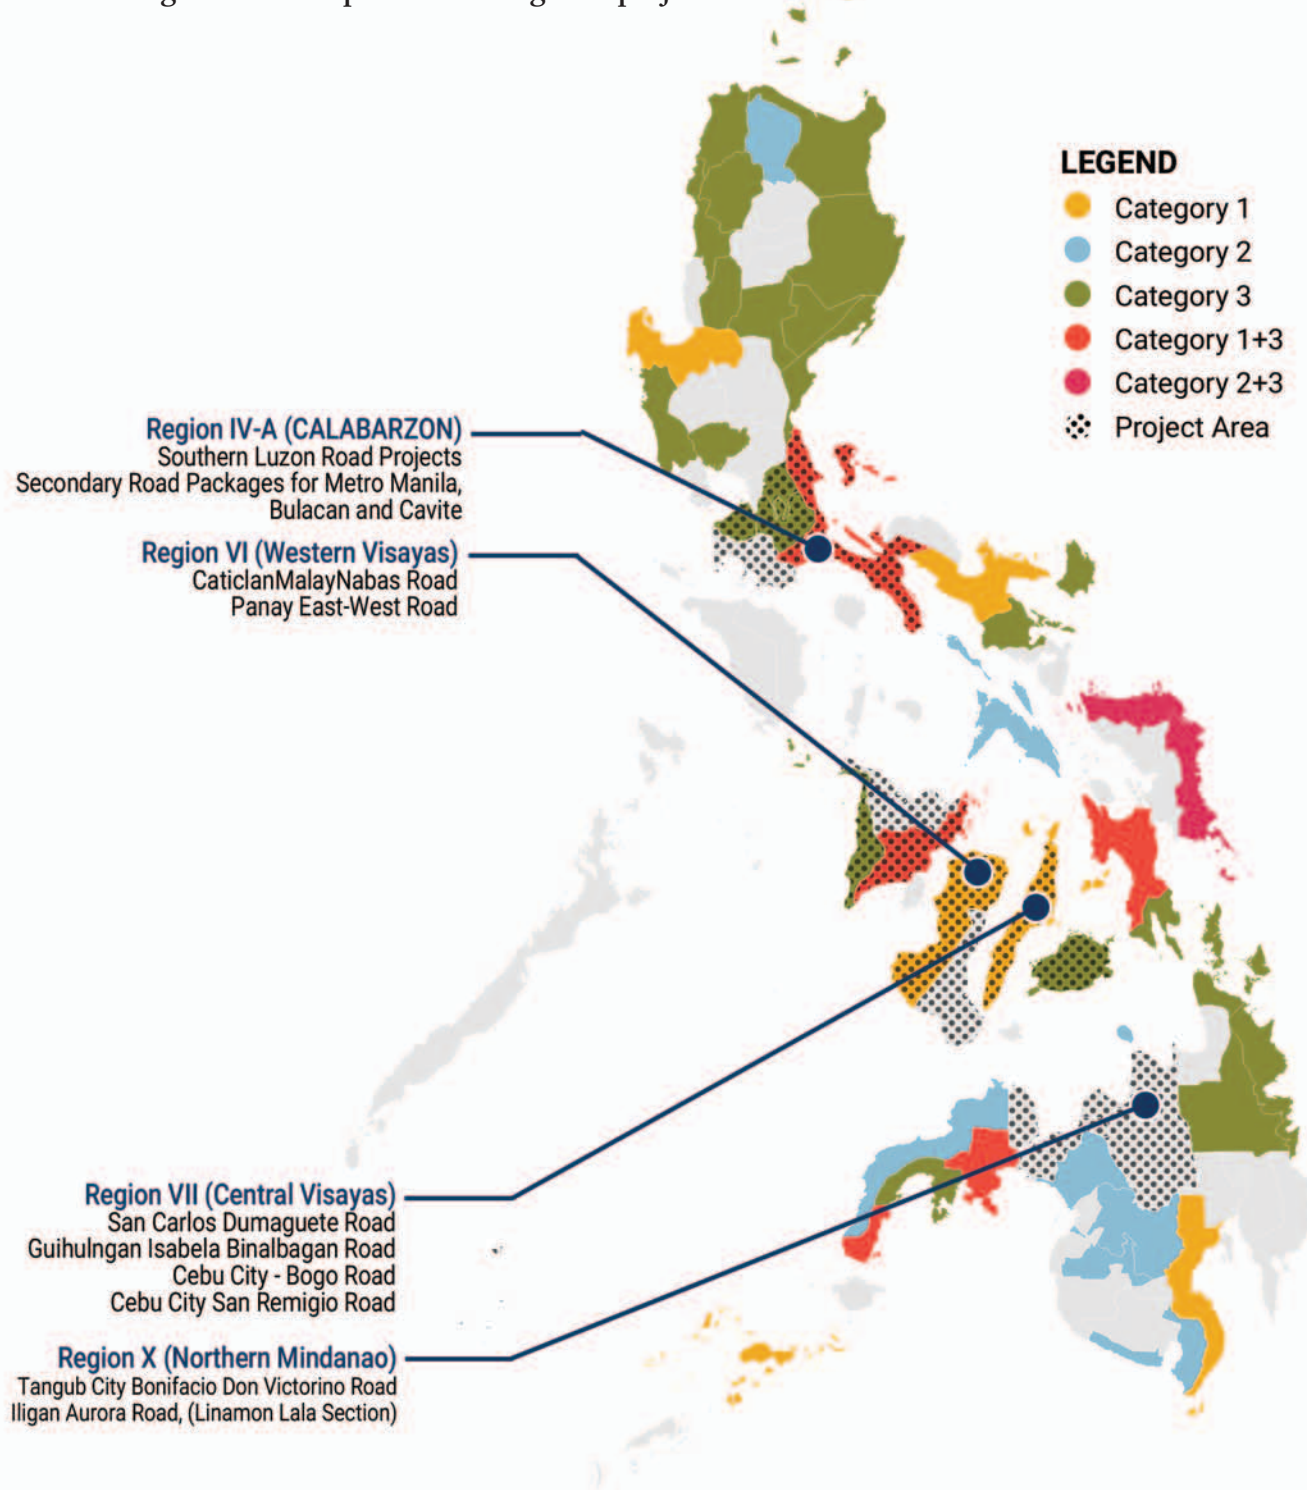 LEGEND
Category 1
Category 2
Category 3
Category 1+3
Category 2+3
Project Area
Region IV-A (CALABARZON)
Southern Luzon Road Projects
Secondary Road Packages for Metro Manila,
Bulacan and Cavite
Region VI (Western Visayas)
CaticlanMalayNabas Road
Panay East-West Road
Region VII (Central Visayas)
San Carlos Dumaguete Road
Guihulngan Isabela Binalbagan Road
Cebu City - Bogo Road
Cebu City San Remigio Road
Region X (Northern Mindanao)
Tangub City Bonifacio Don Victorino Road
Iligan Aurora Road, (Linamon Lala Section)